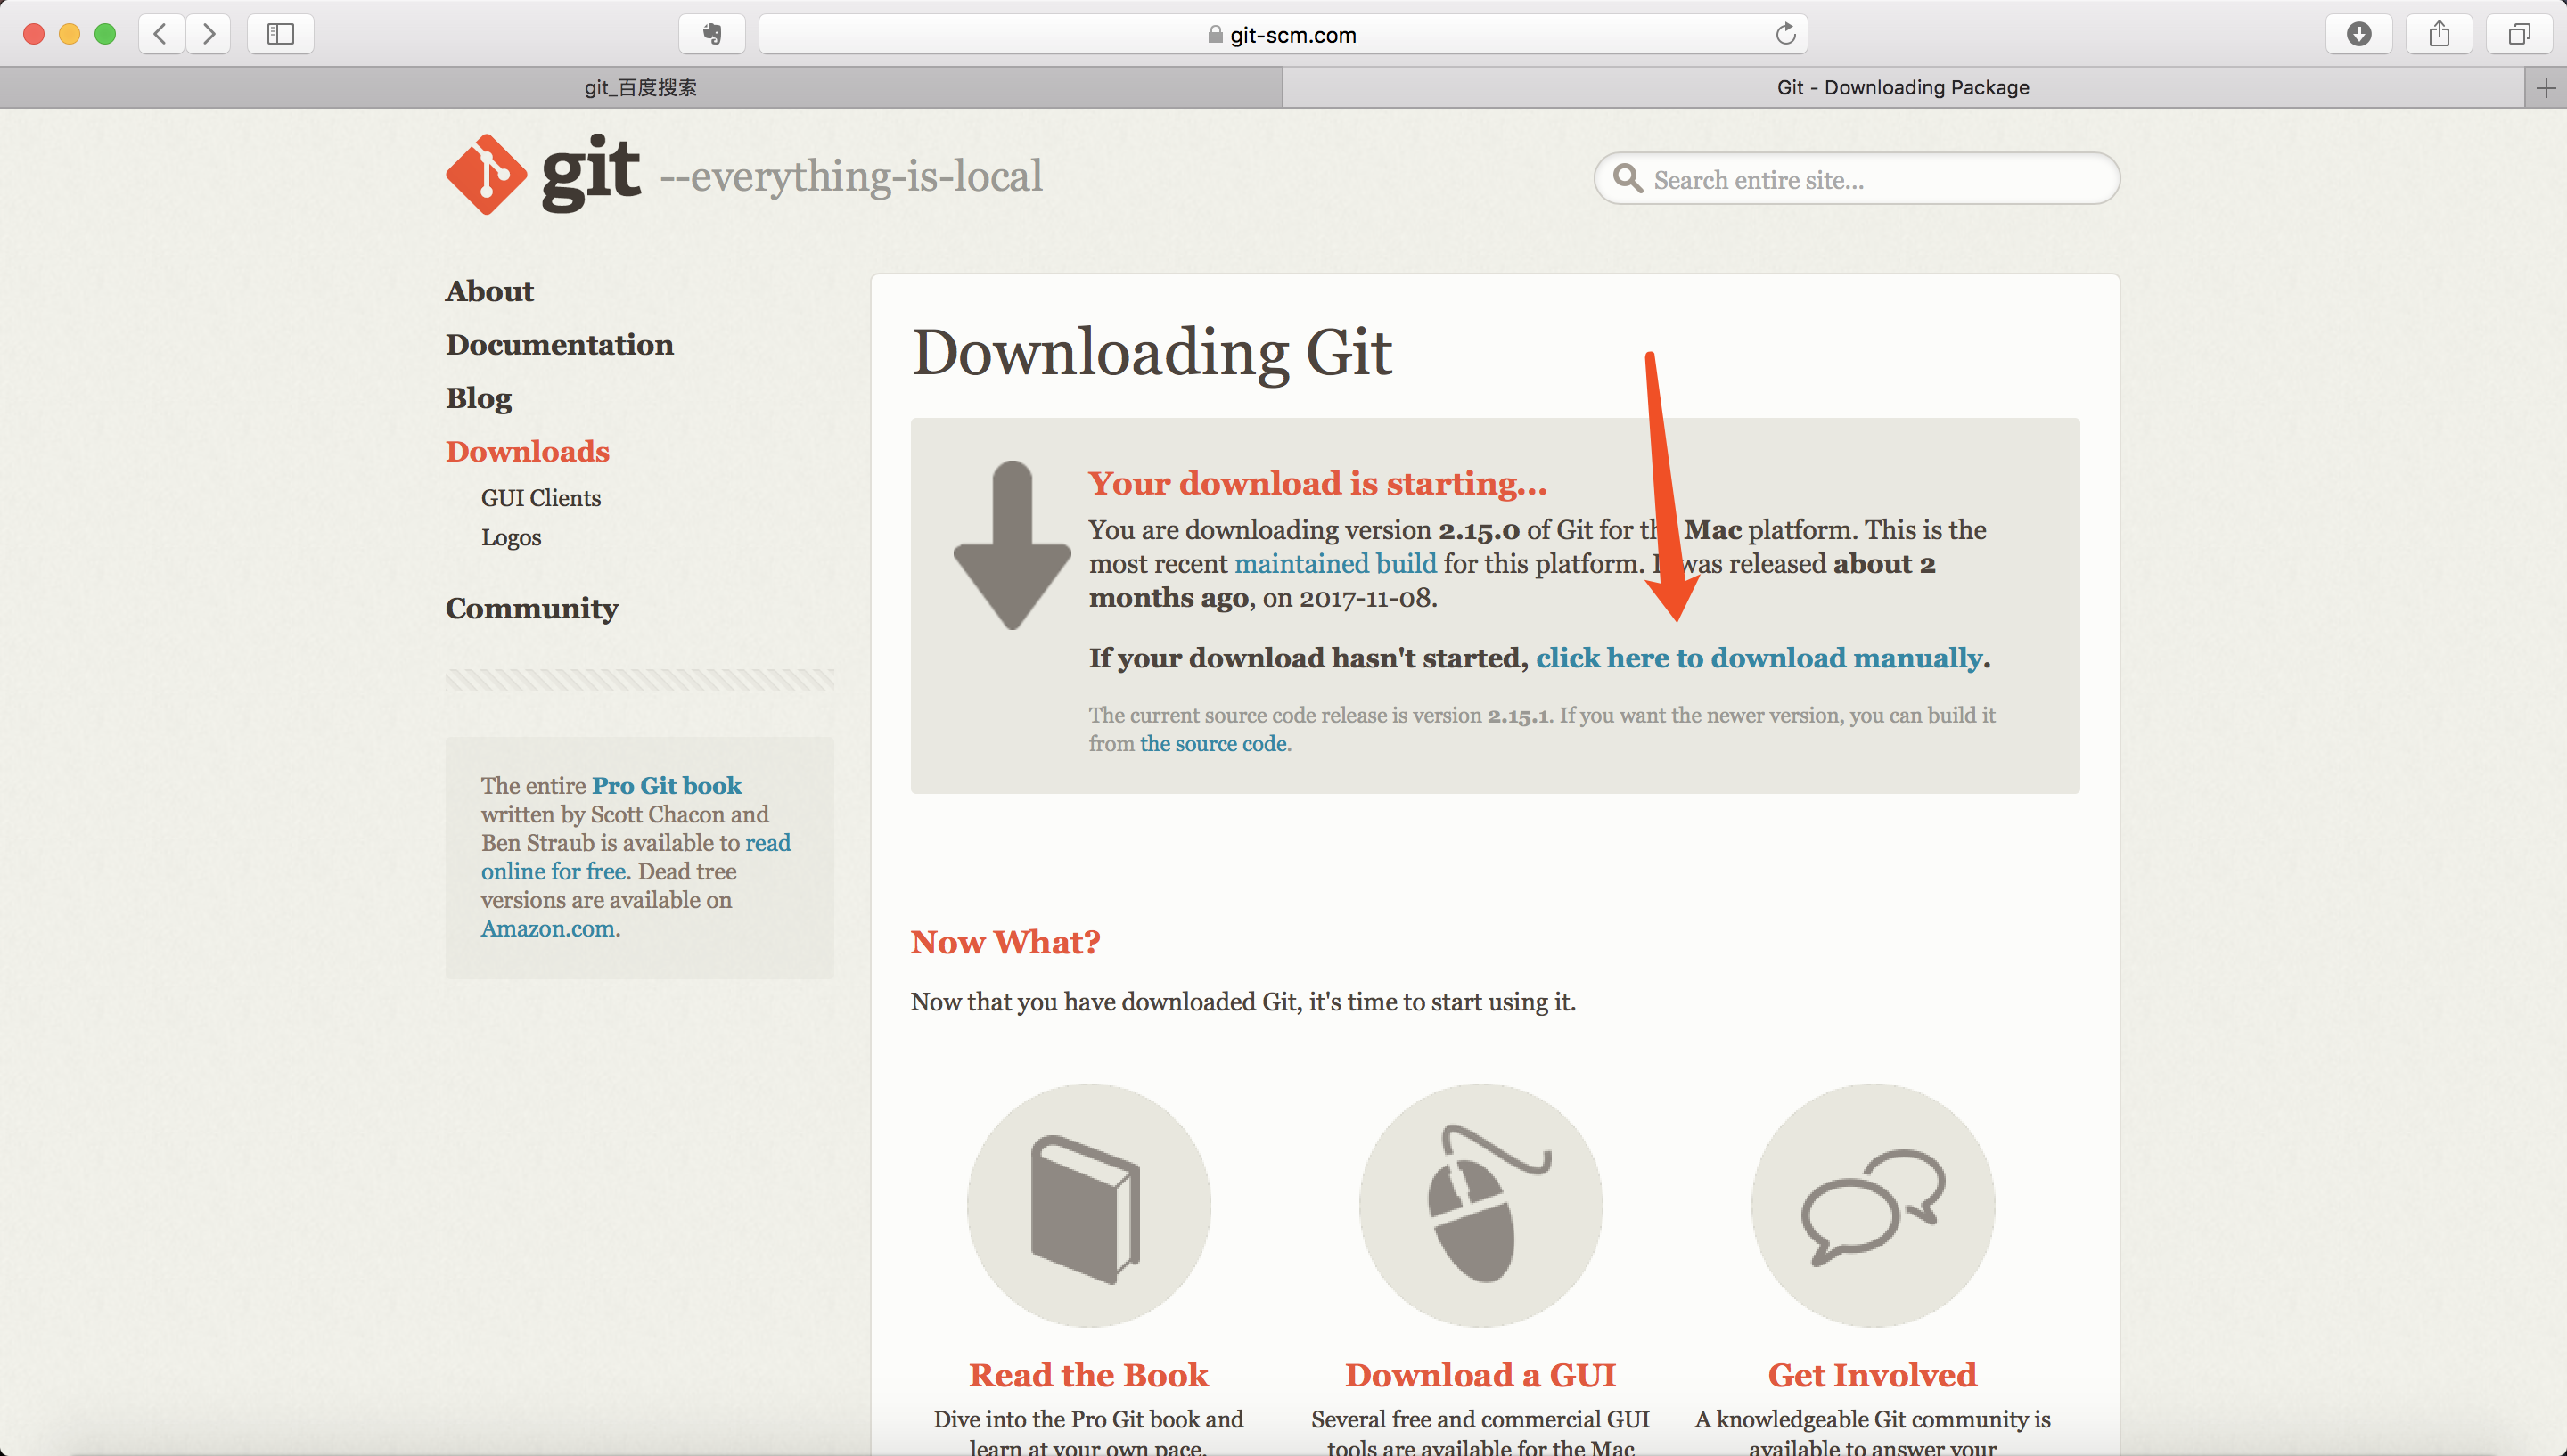 git-scm.com
git_百度搜索
Git - Downloading Package
git --everything-is-local
Search entire site...
About
Documentation
Blog
Downloads
GUI Clients
Logos
Community
The entire Pro Git book
written by Scott Chacon and
Ben Straub is available to read
online for free. Dead tree
versions are available on
Amazon.com.
Downloading Git
Your download is starting...
You are downloading version 2.15.0 of Git for th Mac platform. This is the
most recent maintained build for this platform. I was released about 2
months ago, on 2017-11-08.
If your download hasn't started, click here to download manually.
The current source code release is version 2.15.1. If you want the newer version, you can build it
from the source code.
Now What?
Now that you have downloaded Git, it's time to start using it.
Read the Book
Dive into the Pro Git book and
learn at your own pace.
Download a GUI
Several free and commercial GUI
tools are available for the Mac
Get Involved
A knowledgeable Git community is
available to answer your